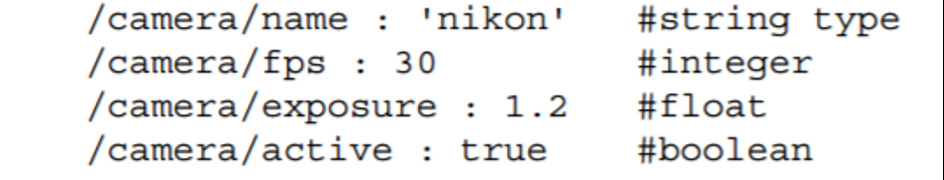 /camera/name : 'nikon' #string type
/camera/fps : 30 #integer
/camera/exposure : 1.2 #float
/camera/active : true #boolean